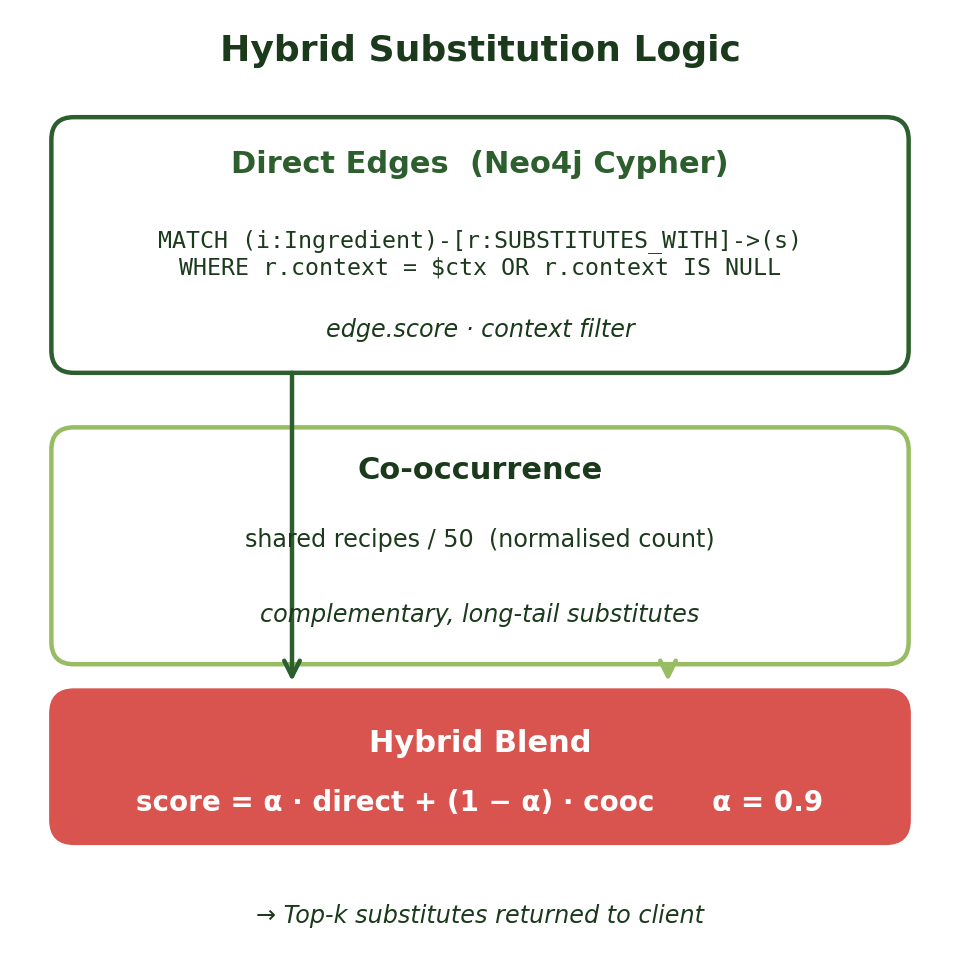 Hybrid Substitution Logic
Direct Edges  (Neo4j Cypher)
MATCH (i:Ingredient)-[r:SUBSTITUTES_WITH]->(s)
WHERE r.context = $ctx OR r.context IS NULL
edge.score · context filter
Co-occurrence
shared recipes / 50  (normalised count)
complementary, long-tail substitutes
Hybrid Blend
score = α · direct + (1 − α) · cooc      α = 0.9
→ Top-k substitutes returned to client